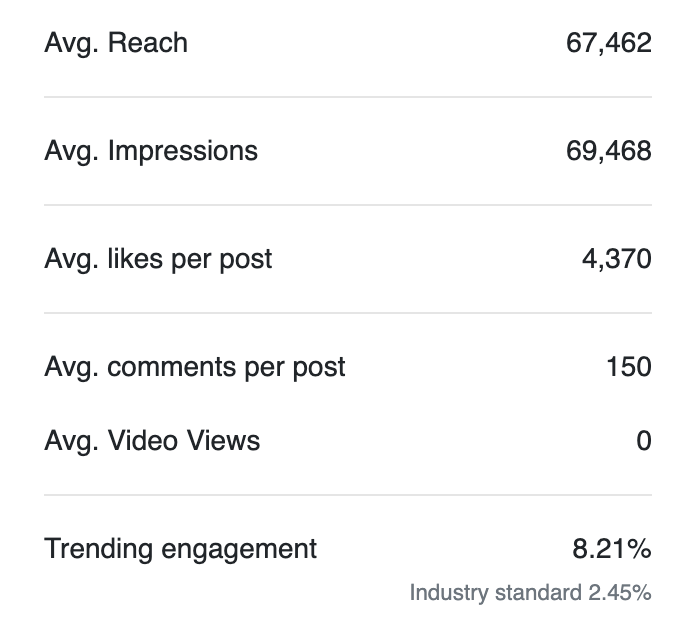 Avg. Reach 67,462
Avg. Impressions 69,468
Avg. likes per post 4,370
Avg. comments per post 150
Avg. Video Views 0
Trending engagement 8.21%
Industry standard 2.45%